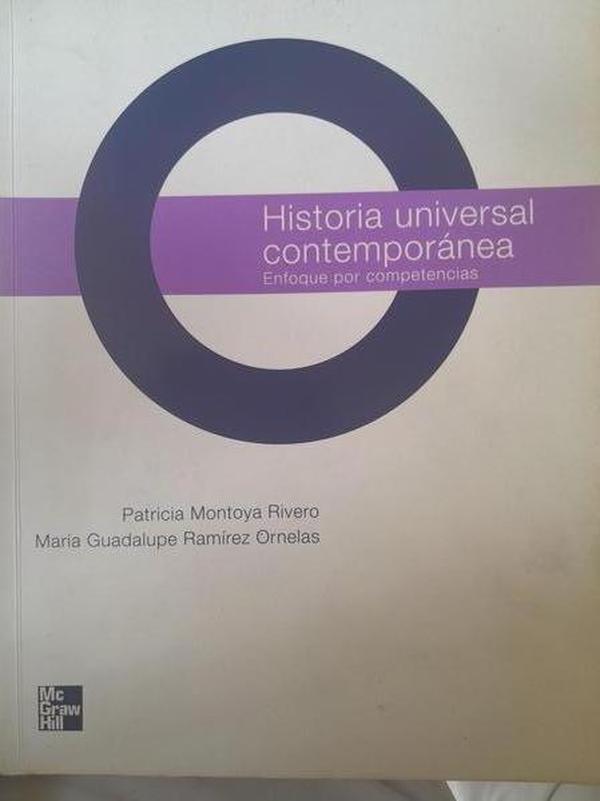 Historia universal
contemporánea
Enfoque por competencias
Patricia Montoya Rivero
Maria Guadalupe Ramírez Ornelas
Mc
Graw
Hill